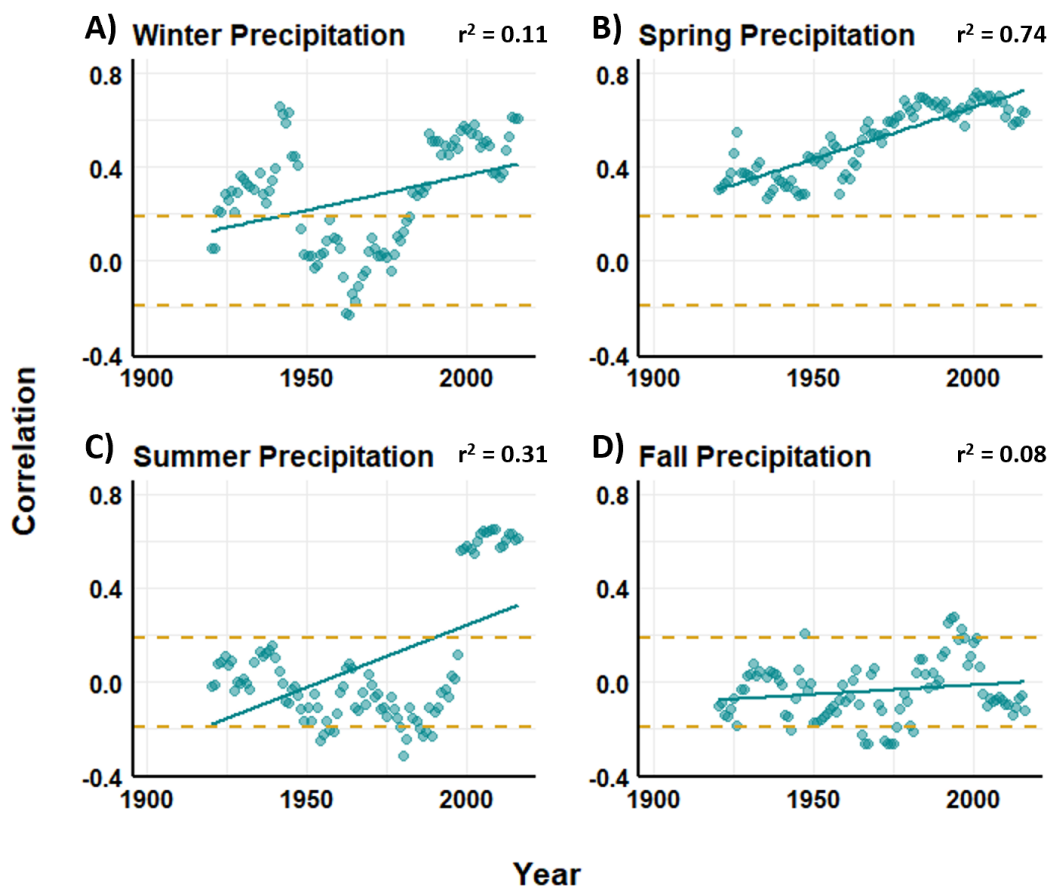 A) Winter Precipitation r² = 0.11
B) Spring Precipitation r² = 0.74
0.8
0.4
0.0
-0.4
1900 1950 2000
0.8
0.4
0.0
-0.4
1900 1950 2000
C) Summer Precipitation r² = 0.31
D) Fall Precipitation r² = 0.08
0.8
0.4
0.0
-0.4
1900 1950 2000
0.8
0.4
0.0
-0.4
1900 1950 2000
Correlation
Year